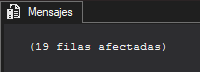 Mensajes
(19 filas afectadas)